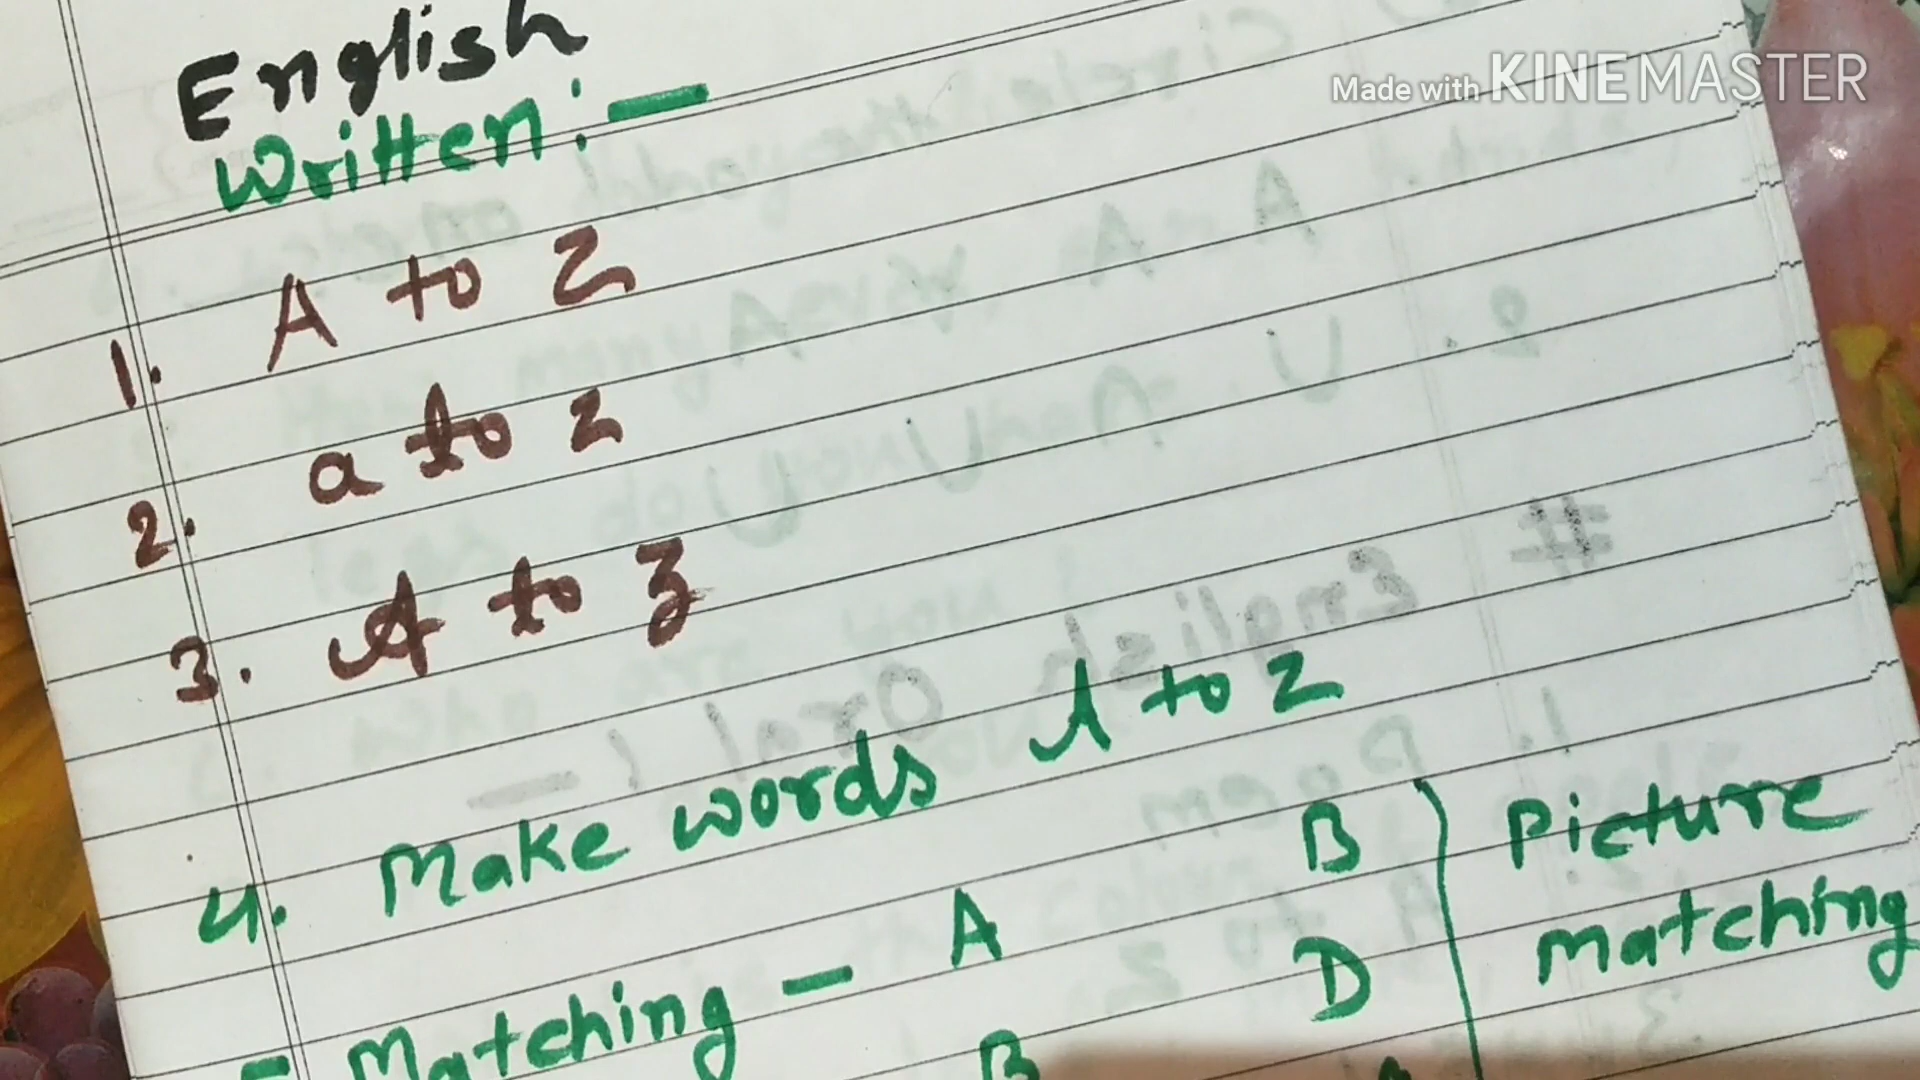 English
Made with KINEMASTER
Written :-
1. A to Z
2. a to z
3. A to Z
4. Make words A to Z
Matching - A B Picture
B D Matching